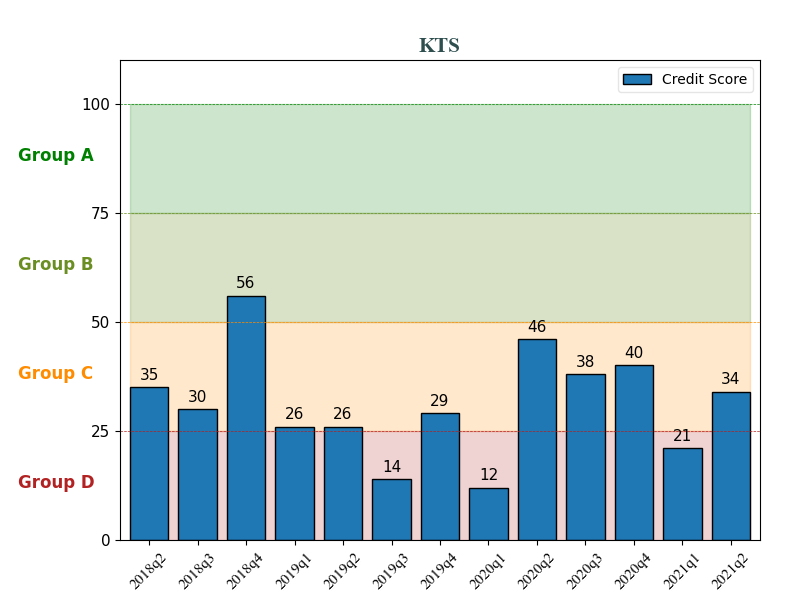 KTS
Credit Score
100
Group A
75
Group B
56
50
46
40
38
Group C
35
34
30
29
26
26
25
21
14
12
Group D
0
2018q2
2018q3
2018q4
2019q1
2019q2
2019q3
2019q4
2020q1
2020q2
2020q3
2020q4
2021q1
2021q2